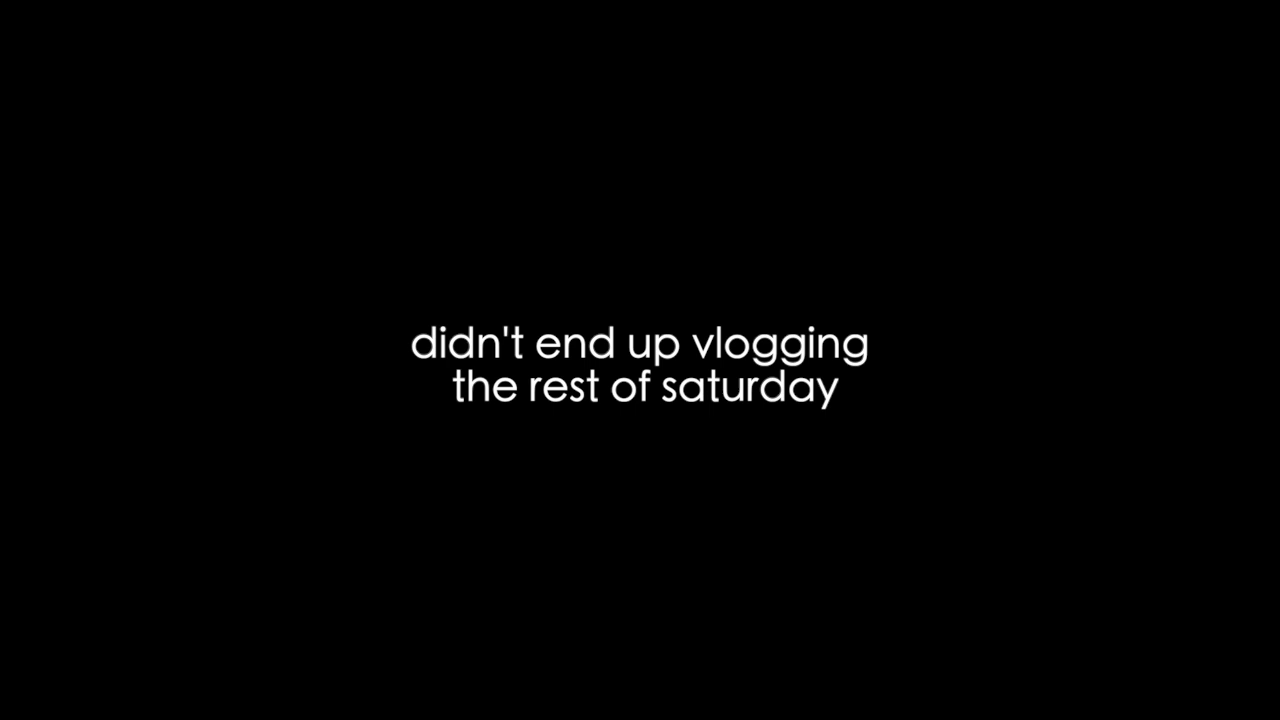 didn't end up vlogging
the rest of saturday